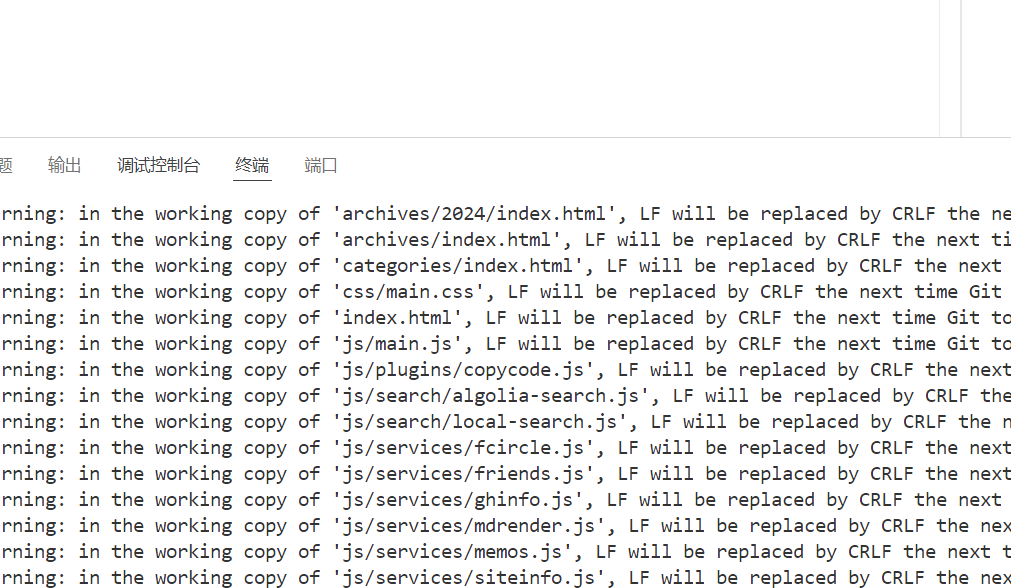 题 输出 调试控制台 终端 端口
rning: in the working copy of 'archives/2024/index.html', LF will be replaced by CRLF the ne
rning: in the working copy of 'archives/index.html', LF will be replaced by CRLF the next ti
rning: in the working copy of 'categories/index.html', LF will be replaced by CRLF the next
rning: in the working copy of 'css/main.css', LF will be replaced by CRLF the next time Git
rning: in the working copy of 'index.html', LF will be replaced by CRLF the next time Git to
rning: in the working copy of 'js/main.js', LF will be replaced by CRLF the next time Git to
rning: in the working copy of 'js/plugins/copycode.js', LF will be replaced by CRLF the next
rning: in the working copy of 'js/search/algolia-search.js', LF will be replaced by CRLF the
rning: in the working copy of 'js/search/local-search.js', LF will be replaced by CRLF the n
rning: in the working copy of 'js/services/fcircle.js', LF will be replaced by CRLF the next
rning: in the working copy of 'js/services/friends.js', LF will be replaced by CRLF the next
rning: in the working copy of 'js/services/ghinfo.js', LF will be replaced by CRLF the next
rning: in the working copy of 'js/services/mdrender.js', LF will be replaced by CRLF the nex
rning: in the working copy of 'js/services/memos.js', LF will be replaced by CRLF the next t
rning: in the working copy of 'js/services/siteinfo.js', LF will be replaced by CRLF the nex